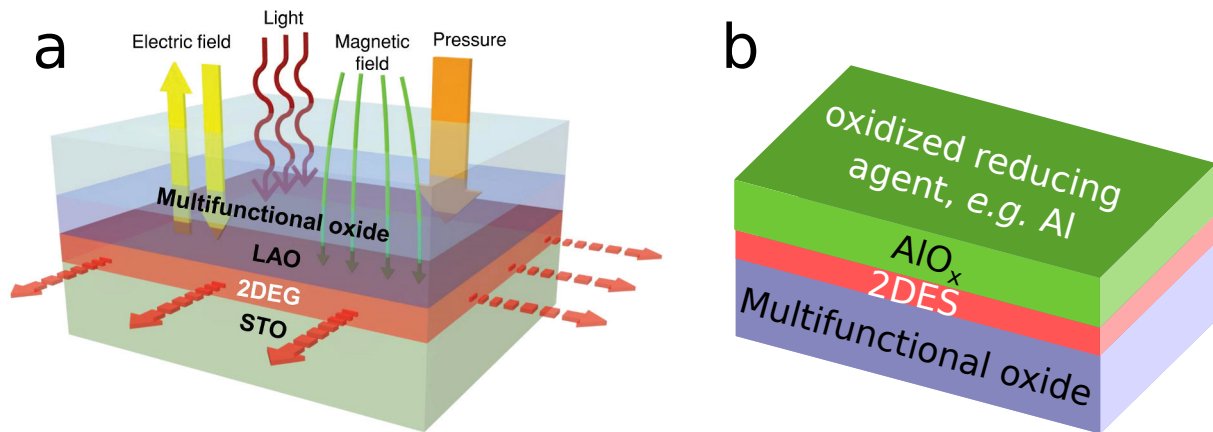 a
Electric field
Light
Magnetic
field
Pressure
Multifunctional oxide
LAO
2DEG
STO
b
oxidized reducing
agent, e.g. Al
AlOx
2DES
Multifunctional oxide